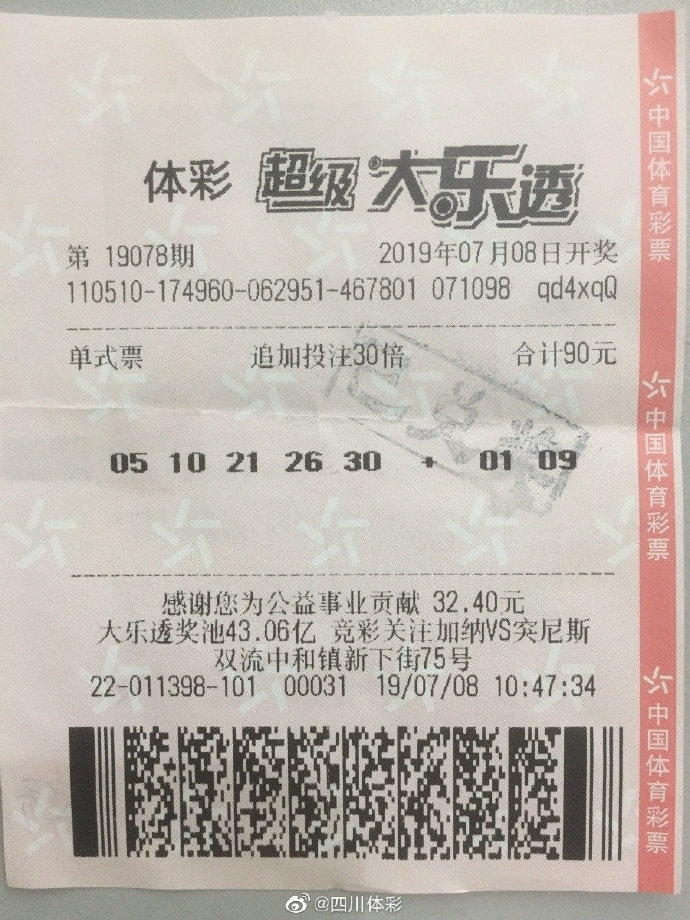 体彩 超级大乐透
第 19078期 2019年07月08日开奖
110510-174960-062951-467801 071098 qd4xqQ
单式票 追加投注30倍 合计90元
已兑奖
05 10 21 26 30 + 01 09
感谢您为公益事业贡献 32.40元
大乐透奖池43.06亿 竞彩关注加纳VS突尼斯
双流中和镇新下街75号
22-011398-101 00031 19/07/08 10:47:34
中国体育彩票
中国体育彩票
中国体育彩票
@四川体彩